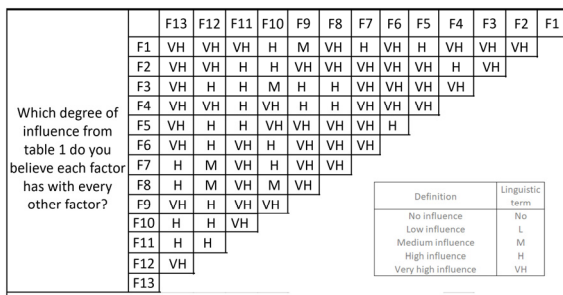 F13 F12 F11 F10 F9 F8 F7 F6 F5 F4 F3 F2 F1
F1 VH VH VH H M VH H VH H VH VH VH
F2 VH VH H H VH VH VH VH VH H VH
F3 VH H H M H H VH VH VH VH
F4 VH VH H VH H H VH VH VH
F5 VH H H VH VH VH VH H
F6 VH H VH H VH VH VH
F7 H M VH H VH VH
F8 H M VH M VH
F9 VH H VH VH
F10 H H VH
F11 H H
F12 VH
F13
Which degree of
influence from
table 1 do you
believe each factor
has with every
other factor?
Definition Linguistic term
No influence No
Low influence L
Medium influence M
High influence H
Very high influence VH